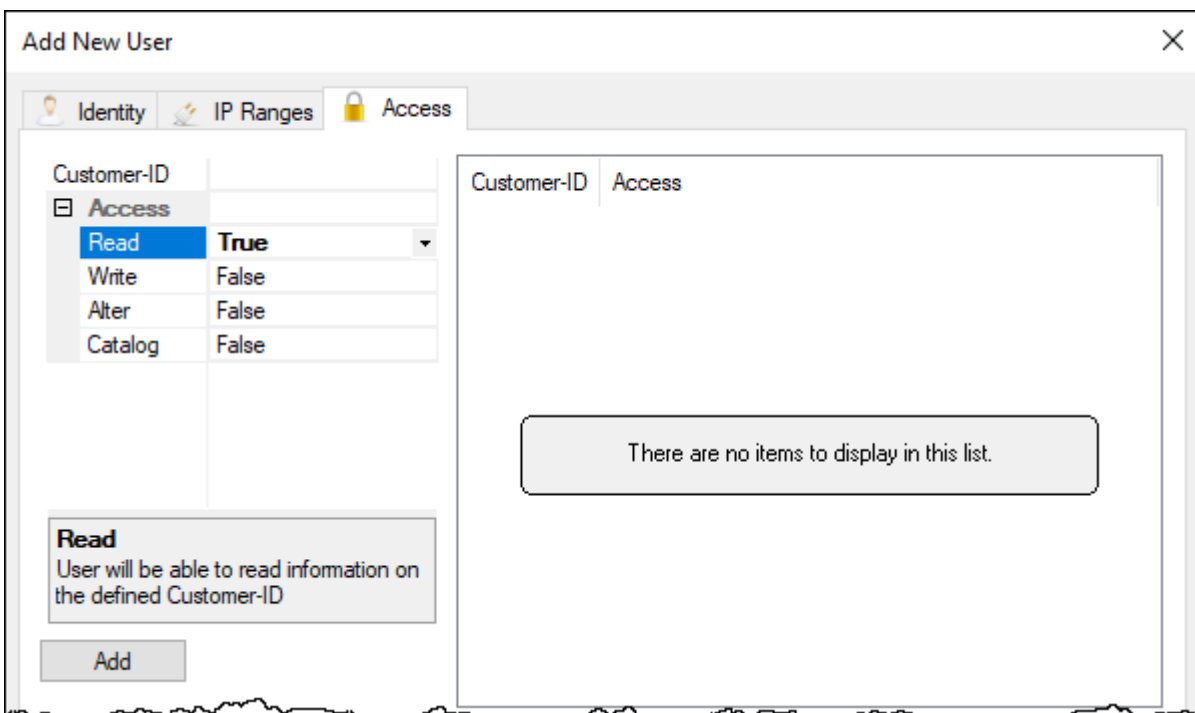 Add New User
Identity IP Ranges Access
Customer-ID
Access
Read True
Write False
Alter False
Catalog False
Read
User will be able to read information on
the defined Customer-ID
Add
Customer-ID Access
There are no items to display in this list.